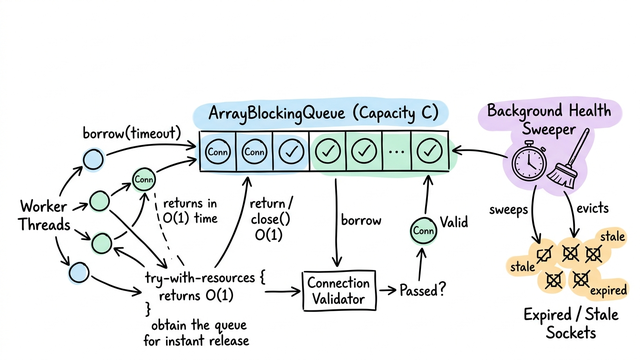 ArrayBlockingQueue (Capacity C)
Background Health
Sweeper
borrow(timeout)
Conn
Conn
...
Conn
returns in
O(1) time
return/
close()
O(1)
borrow
Conn
Valid
Worker
Threads
sweeps
evicts
stale
stale
expired
try-with-resources {
returns O(1)
}
obtain the queue
for instant release
Connection
Validator
Passed?
Expired / Stale
Sockets